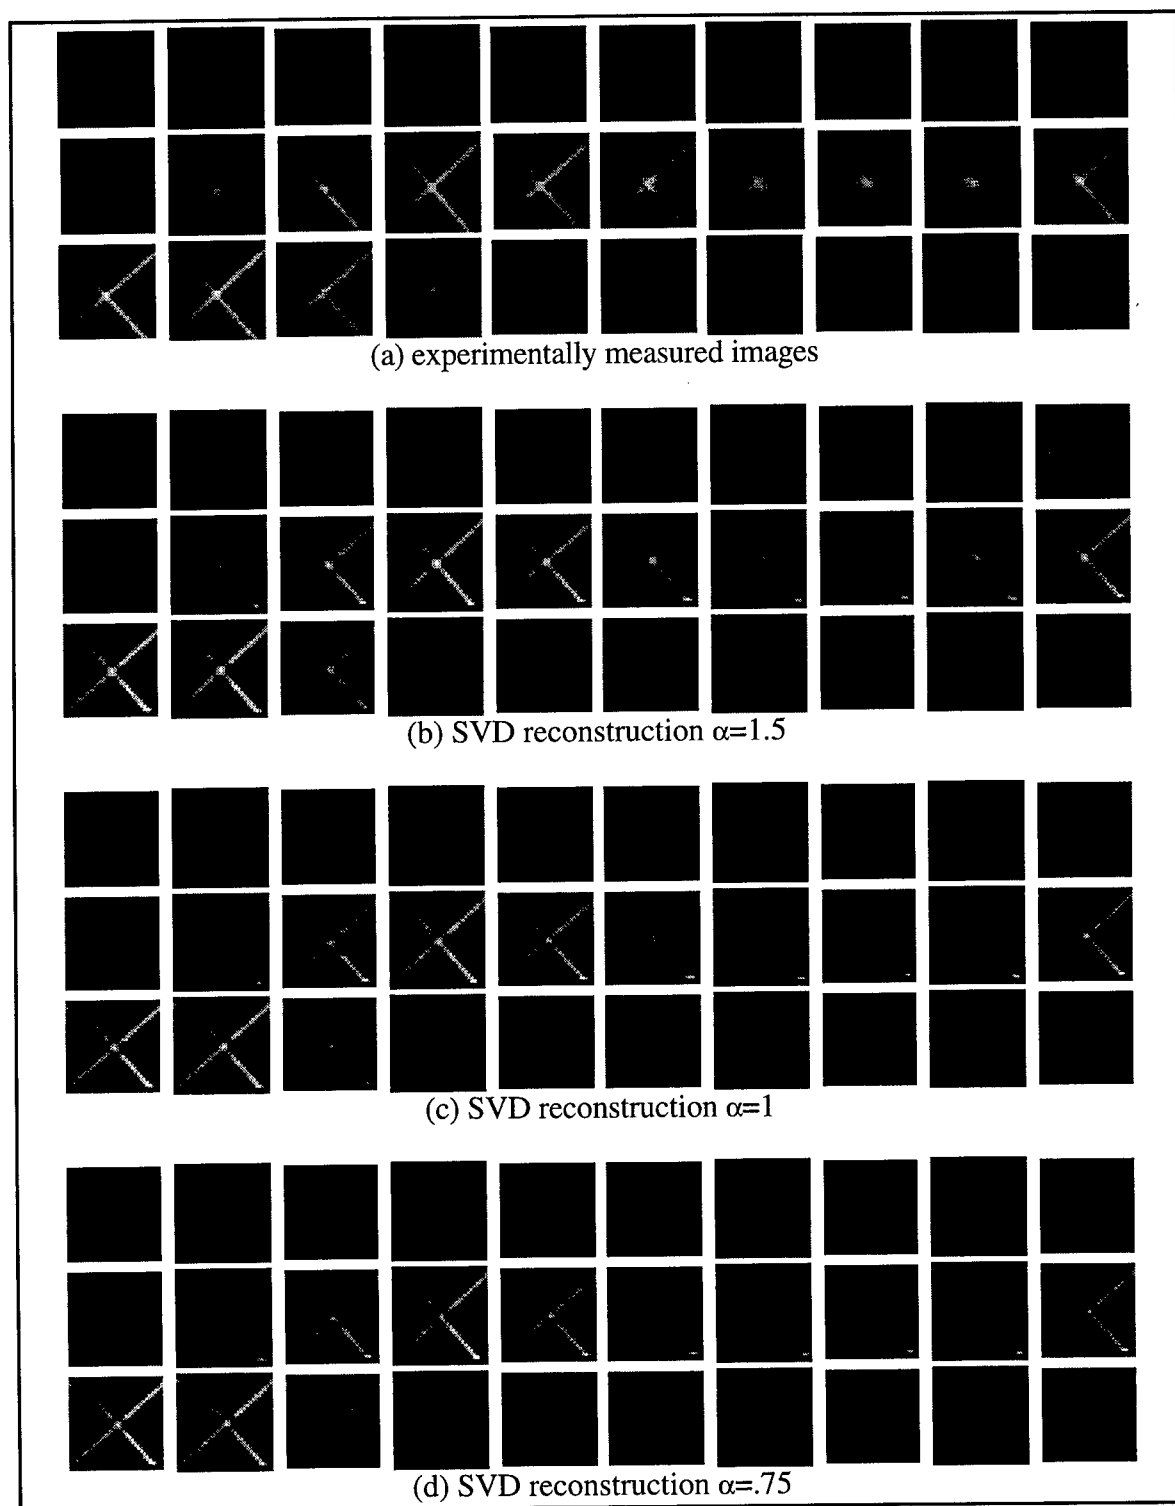 (a) experimentally measured images
(b) SVD reconstruction α=1.5
(c) SVD reconstruction α=1
(d) SVD reconstruction α=.75